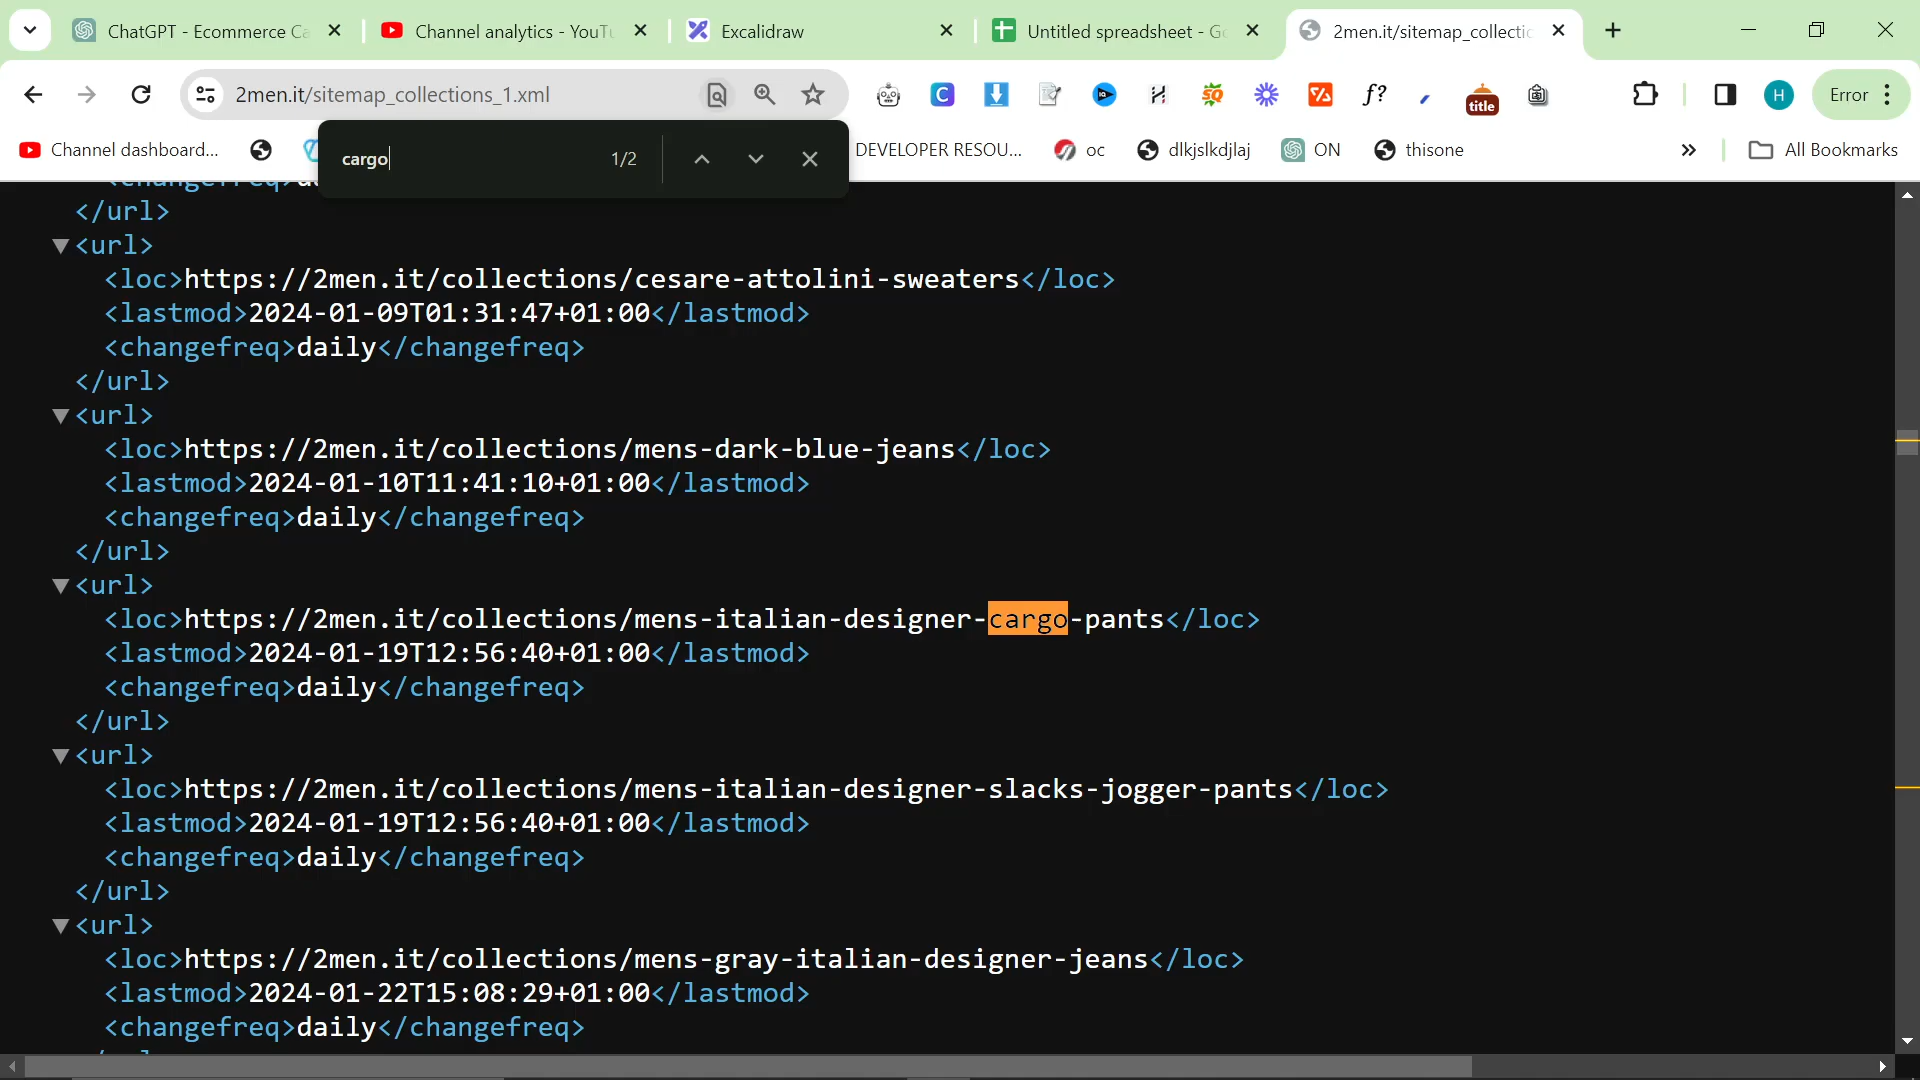 ChatGPT - Ecommerce Ca
Channel analytics - YouTu
Excalidraw
Untitled spreadsheet - Go
2men.it/sitemap_collectio
2men.it/sitemap_collections_1.xml
title
H
Error
Channel dashboard...
DEVELOPER RESOU...
oc
dlkjslkdjlaj
ON
thisone
All Bookmarks
cargo
1/2
</url>
<url>
<loc>https://2men.it/collections/cesare-attolini-sweaters</loc>
<lastmod>2024-01-09T01:31:47+01:00</lastmod>
<changefreq>daily</changefreq>
</url>
<url>
<loc>https://2men.it/collections/mens-dark-blue-jeans</loc>
<lastmod>2024-01-10T11:41:10+01:00</lastmod>
<changefreq>daily</changefreq>
</url>
<url>
<loc>https://2men.it/collections/mens-italian-designer-cargo-pants</loc>
<lastmod>2024-01-19T12:56:40+01:00</lastmod>
<changefreq>daily</changefreq>
</url>
<url>
<loc>https://2men.it/collections/mens-italian-designer-slacks-jogger-pants</loc>
<lastmod>2024-01-19T12:56:40+01:00</lastmod>
<changefreq>daily</changefreq>
</url>
<url>
<loc>https://2men.it/collections/mens-gray-italian-designer-jeans</loc>
<lastmod>2024-01-22T15:08:29+01:00</lastmod>
<changefreq>daily</changefreq>